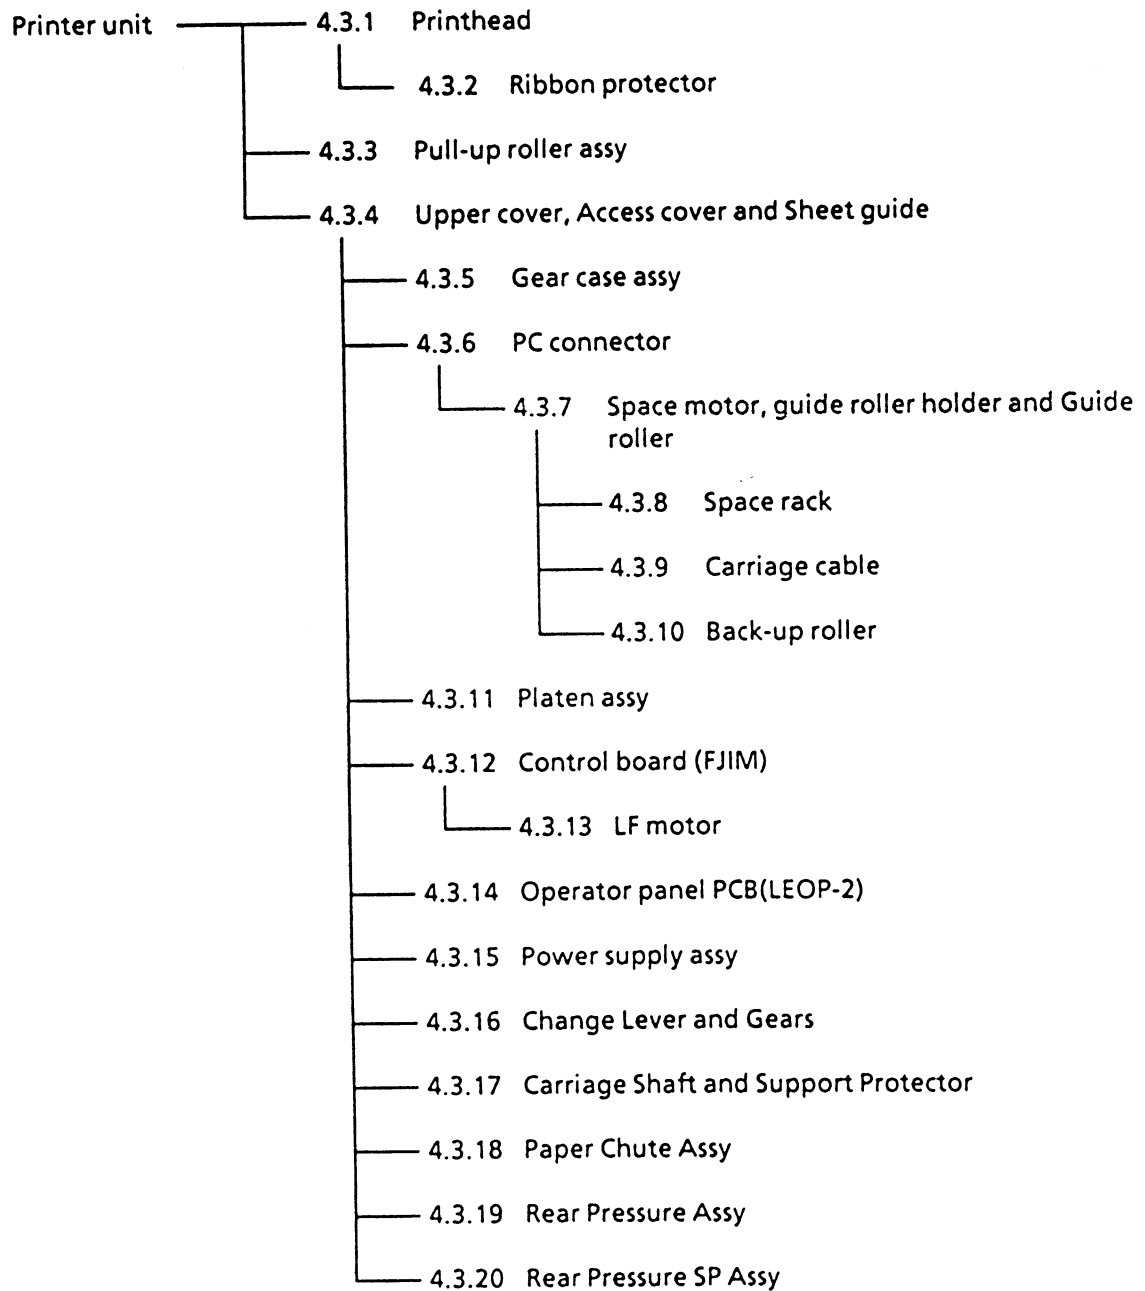 Printer unit 4.3.1 Printhead
4.3.2 Ribbon protector
4.3.3 Pull-up roller assy
4.3.4 Upper cover, Access cover and Sheet guide
4.3.5 Gear case assy
4.3.6 PC connector
4.3.7 Space motor, guide roller holder and Guide
roller
4.3.8 Space rack
4.3.9 Carriage cable
4.3.10 Back-up roller
4.3.11 Platen assy
4.3.12 Control board (FJIM)
4.3.13 LF motor
4.3.14 Operator panel PCB(LEOP-2)
4.3.15 Power supply assy
4.3.16 Change Lever and Gears
4.3.17 Carriage Shaft and Support Protector
4.3.18 Paper Chute Assy
4.3.19 Rear Pressure Assy
4.3.20 Rear Pressure SP Assy